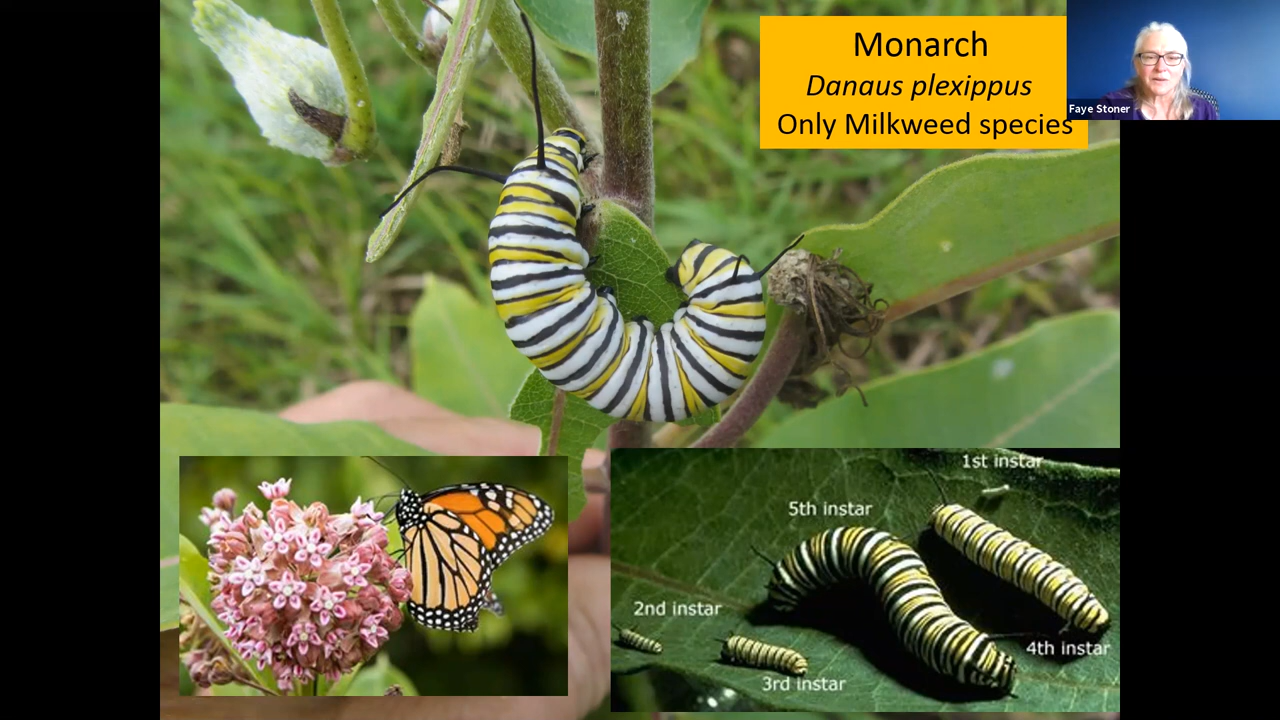 Monarch
Danaus plexippus
Only Milkweed species
Faye Stoner
1st instar
5th instar
2nd instar
4th instar
3rd instar